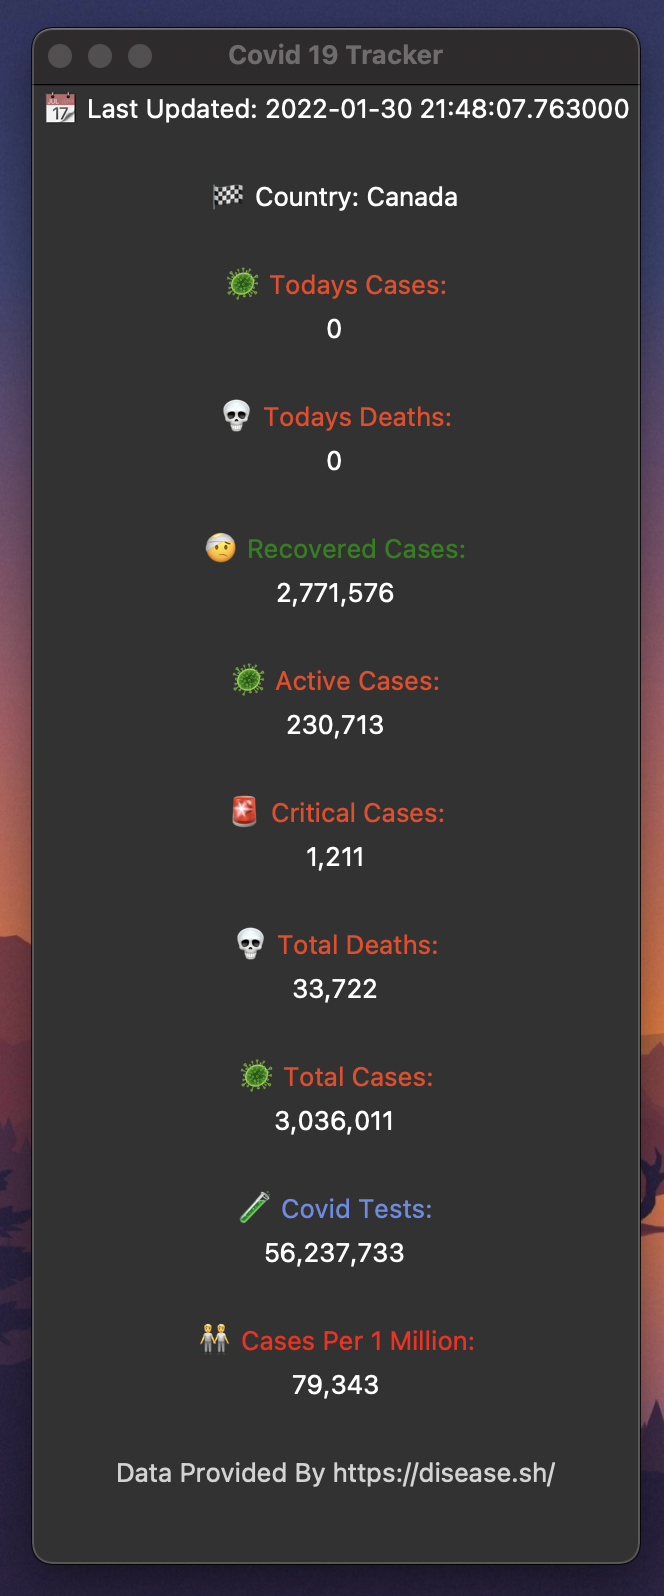 Covid 19 Tracker
Last Updated: 2022-01-30 21:48:07.763000
Country: Canada
Todays Cases:
0
Todays Deaths:
0
Recovered Cases:
2,771,576
Active Cases:
230,713
Critical Cases:
1,211
Total Deaths:
33,722
Total Cases:
3,036,011
Covid Tests:
56,237,733
Cases Per 1 Million:
79,343
Data Provided By https://disease.sh/